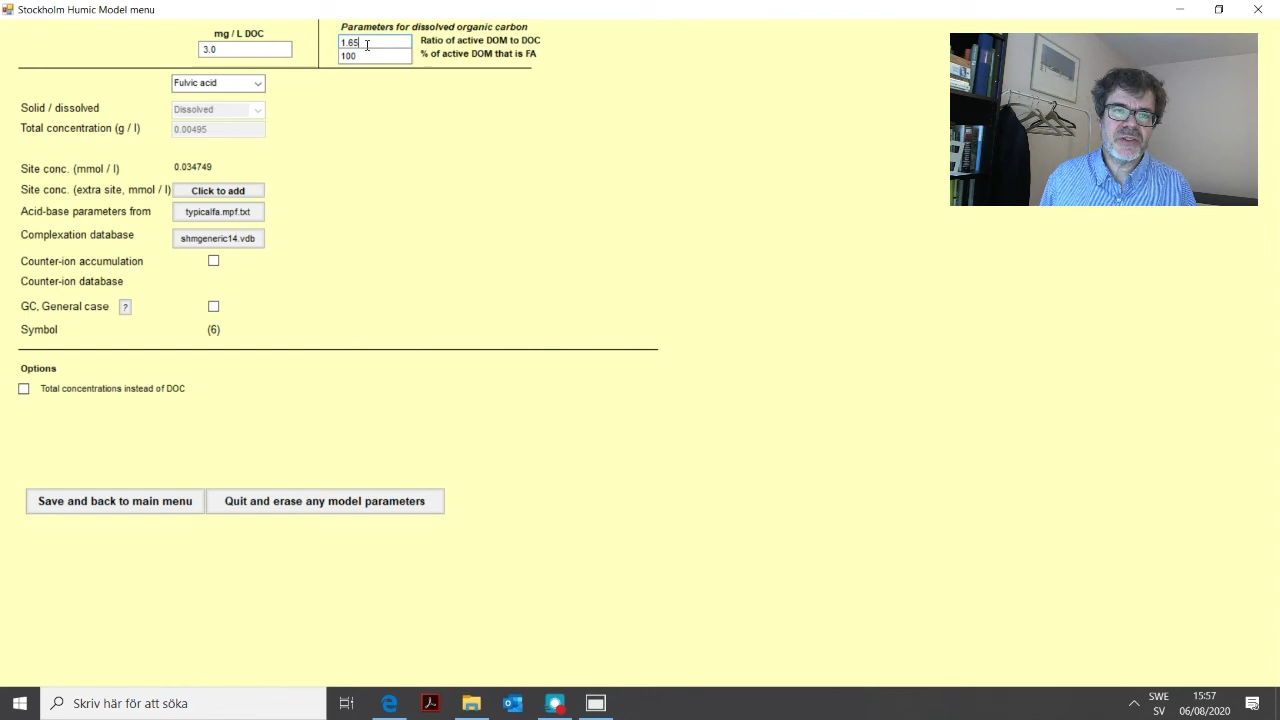 Stockholm Humic Model menu
Parameters for dissolved organic carbon
mg / L DOC
1.65 Ratio of active DOM to DOC
3.0
100 % of active DOM that is FA
Fulvic acid
Solid / dissolved Dissolved
Total concentration (g / l) 0.00495
Site conc. (mmol / l) 0.034749
Site conc. (extra site, mmol / l) Click to add
Acid-base parameters from typicalfa.mpf.txt
Complexation database shmgeneric14.vdb
Counter-ion accumulation
Counter-ion database
GC, General case ?
Symbol (6)
Options
Total concentrations instead of DOC
Save and back to main menu Quit and erase any model parameters
Skriv här för att söka
SWE 15:57
SV 06/08/2020